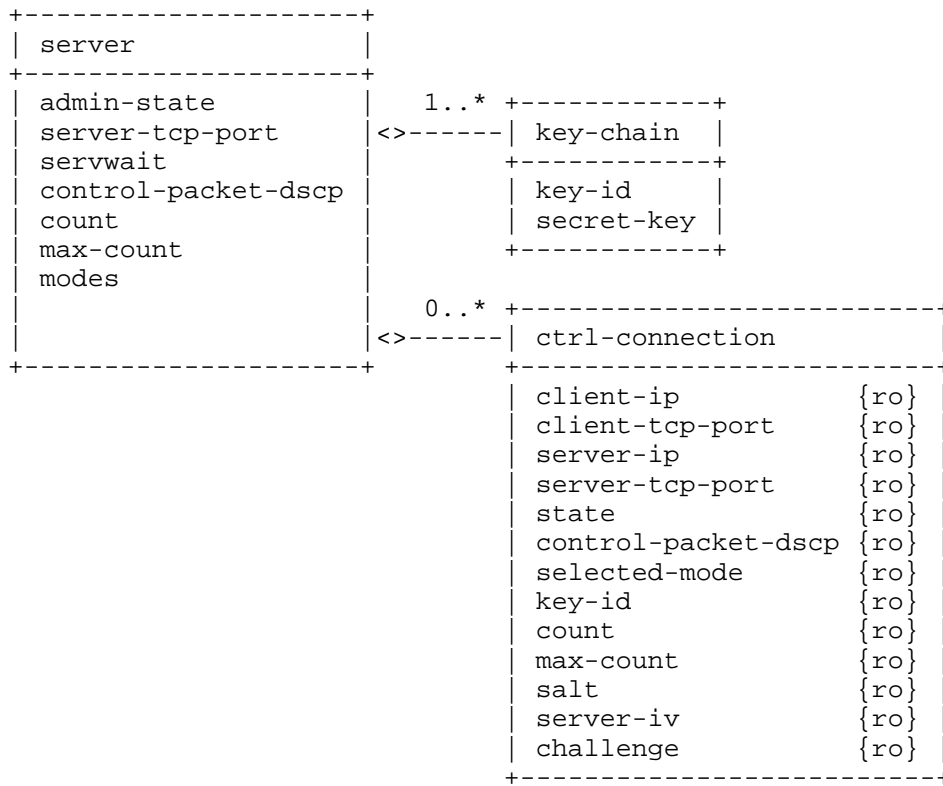 server
admin-state 1..*
server-tcp-port <>------ key-chain
servwait
control-packet-dscp key-id
count secret-key
max-count
modes
0..*
<>------ ctrl-connection
client-ip {ro}
client-tcp-port {ro}
server-ip {ro}
server-tcp-port {ro}
state {ro}
control-packet-dscp {ro}
selected-mode {ro}
key-id {ro}
count {ro}
max-count {ro}
salt {ro}
server-iv {ro}
challenge {ro}